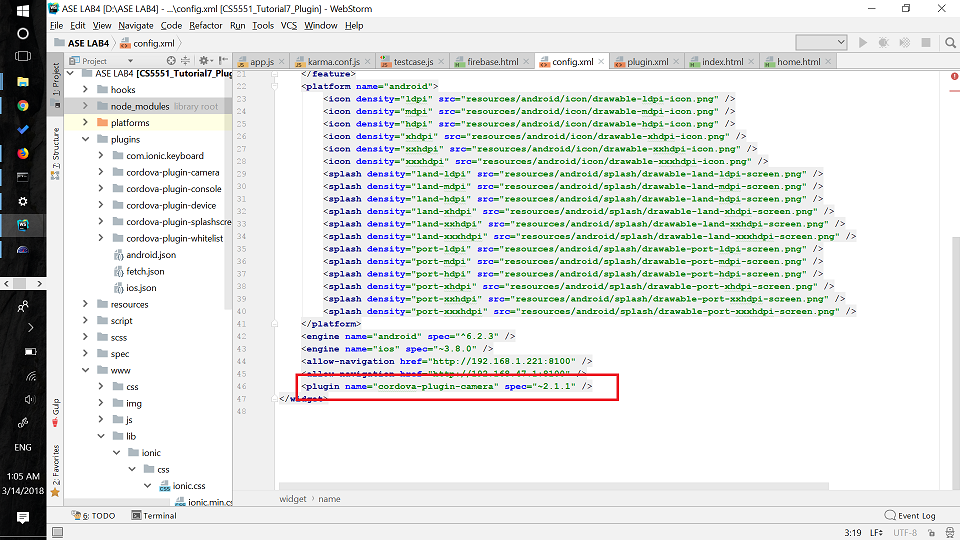 ASE LAB4 [D:\ASE LAB4] - ...\config.xml [CS5551_Tutorial7_Plugin] - WebStorm
File Edit View Navigate Code Refactor Run Tools VCS Window Help
ASE LAB4 config.xml
Project
app.js karma.conf.js testcase.js firebase.html config.xml plugin.xml index.html home.html
1: Project
7: Structure
Gulp
2: Favorites
ASE LAB4 [CS5551_Tutorial7_Plug
hooks
node_modules library root
platforms
plugins
com.ionic.keyboard
cordova-plugin-camera
cordova-plugin-console
cordova-plugin-device
cordova-plugin-splashscre
cordova-plugin-whitelist
android.json
fetch.json
ios.json
resources
script
scss
spec
www
css
img
js
lib
ionic
css
ionic.css
ionic.min.cs
21 </feature>
22 <platform name="android">
23 <icon density="ldpi" src="resources/android/icon/drawable-ldpi-icon.png" />
24 <icon density="mdpi" src="resources/android/icon/drawable-mdpi-icon.png" />
25 <icon density="hdpi" src="resources/android/icon/drawable-hdpi-icon.png" />
26 <icon density="xhdpi" src="resources/android/icon/drawable-xhdpi-icon.png" />
27 <icon density="xxhdpi" src="resources/android/icon/drawable-xxhdpi-icon.png" />
28 <icon density="xxxhdpi" src="resources/android/icon/drawable-xxxhdpi-icon.png" />
29 <splash density="land-ldpi" src="resources/android/splash/drawable-land-ldpi-screen.png" />
30 <splash density="land-mdpi" src="resources/android/splash/drawable-land-mdpi-screen.png" />
31 <splash density="land-hdpi" src="resources/android/splash/drawable-land-hdpi-screen.png" />
32 <splash density="land-xhdpi" src="resources/android/splash/drawable-land-xhdpi-screen.png" />
33 <splash density="land-xxhdpi" src="resources/android/splash/drawable-land-xxhdpi-screen.png" />
34 <splash density="land-xxxhdpi" src="resources/android/splash/drawable-land-xxxhdpi-screen.png" />
35 <splash density="port-ldpi" src="resources/android/splash/drawable-port-ldpi-screen.png" />
36 <splash density="port-mdpi" src="resources/android/splash/drawable-port-mdpi-screen.png" />
37 <splash density="port-hdpi" src="resources/android/splash/drawable-port-hdpi-screen.png" />
38 <splash density="port-xhdpi" src="resources/android/splash/drawable-port-xhdpi-screen.png" />
39 <splash density="port-xxhdpi" src="resources/android/splash/drawable-port-xxhdpi-screen.png" />
40 <splash density="port-xxxhdpi" src="resources/android/splash/drawable-port-xxxhdpi-screen.png" />
41 </platform>
42 <engine name="android" spec="^6.2.3" />
43 <engine name="ios" spec="~3.8.0" />
44 <allow-navigation href="http://192.168.1.221:8100" />
45 <allow-navigation href="http://192.168.47.1:8100" />
46 <plugin name="cordova-plugin-camera" spec="~2.1.1" />
47 </widget>
48
widget name
6: TODO Terminal Event Log
3:19 LF UTF-8
ENG
1:05 AM
3/14/2018